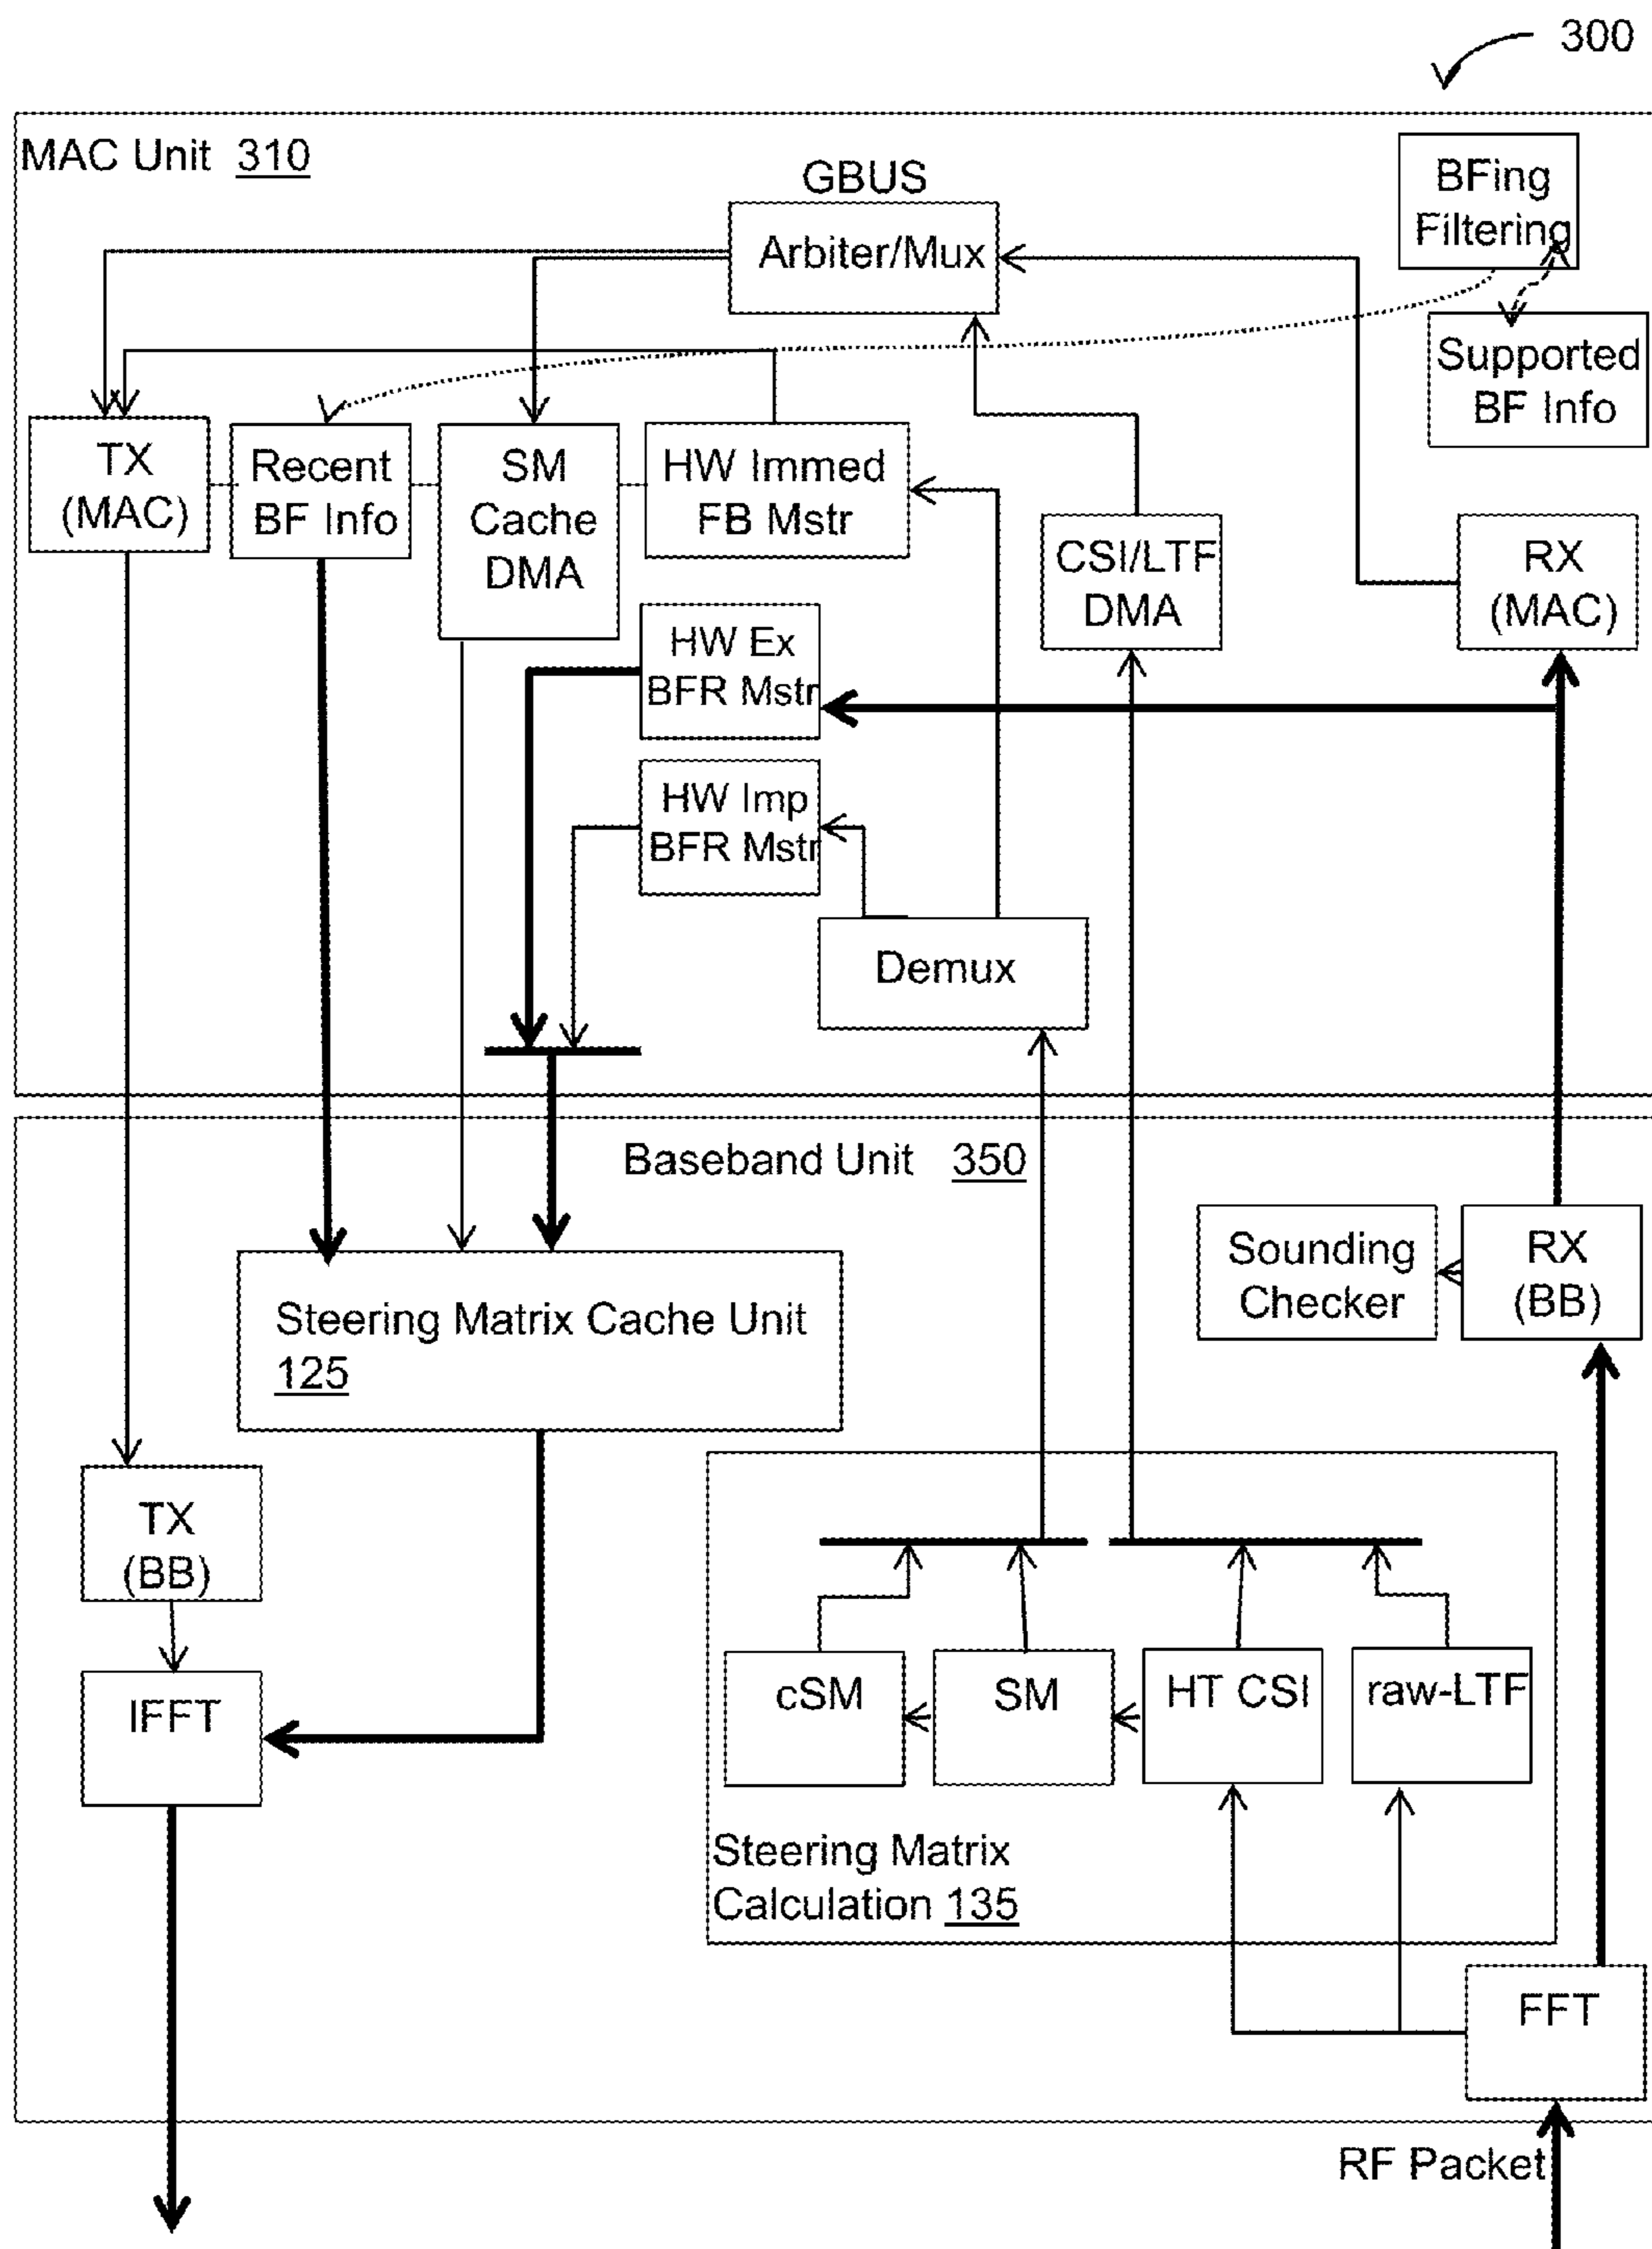 300
MAC Unit 310
GBUS
Arbiter/Mux
BFing
Filtering
Supported
BF Info
TX
(MAC)
Recent
BF Info
SM
Cache
DMA
HW Immed
FB Mstr
CSI/LTF
DMA
RX
(MAC)
HW Ex
BFR Mstr
HW Imp
BFR Mstr
Demux
Baseband Unit 350
Steering Matrix Cache Unit
125
Sounding
Checker
RX
(BB)
TX
(BB)
IFFT
cSM
SM
HT CSI
raw-LTF
Steering Matrix
Calculation 135
FFT
RF Packet